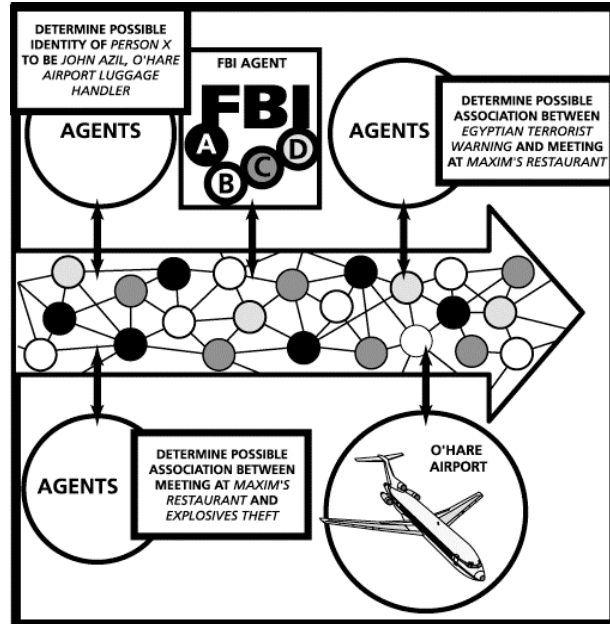 DETERMINE POSSIBLE
IDENTITY OF PERSON X
TO BE JOHN AZIL, O'HARE
AIRPORT LUGGAGE
HANDLER
AGENTS
FBI AGENT
FBI
A
B
C
D
AGENTS
DETERMINE POSSIBLE
ASSOCIATION BETWEEN
EGYPTIAN TERRORIST
WARNING AND MEETING
AT MAXIM'S RESTAURANT
AGENTS
DETERMINE POSSIBLE
ASSOCIATION BETWEEN
MEETING AT MAXIM'S
RESTAURANT AND
EXPLOSIVES THEFT
O'HARE
AIRPORT